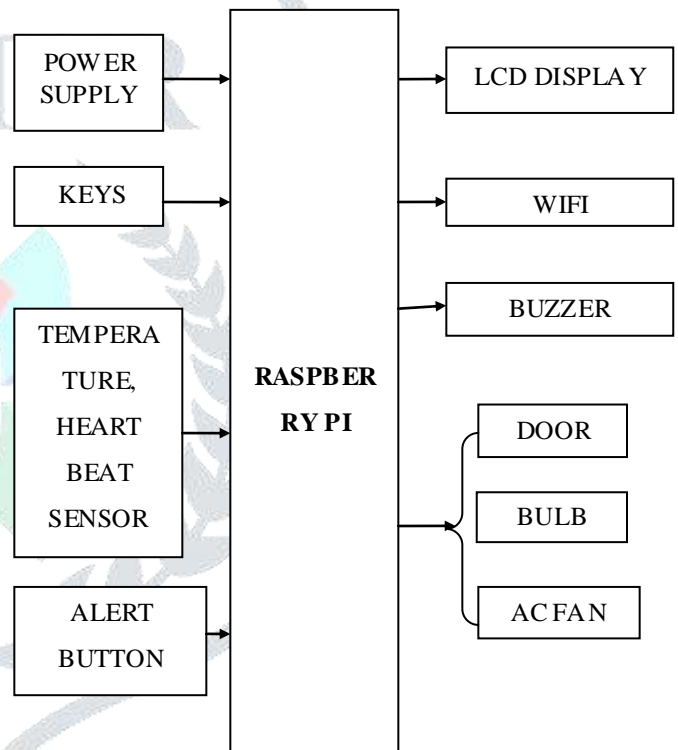 POWER
SUPPLY
KEYS
TEMPERA
TURE,
HEART
BEAT
SENSOR
ALERT
BUTTON
RASPBER
RY PI
LCD DISPLAY
WIFI
BUZZER
DOOR
BULB
AC FAN